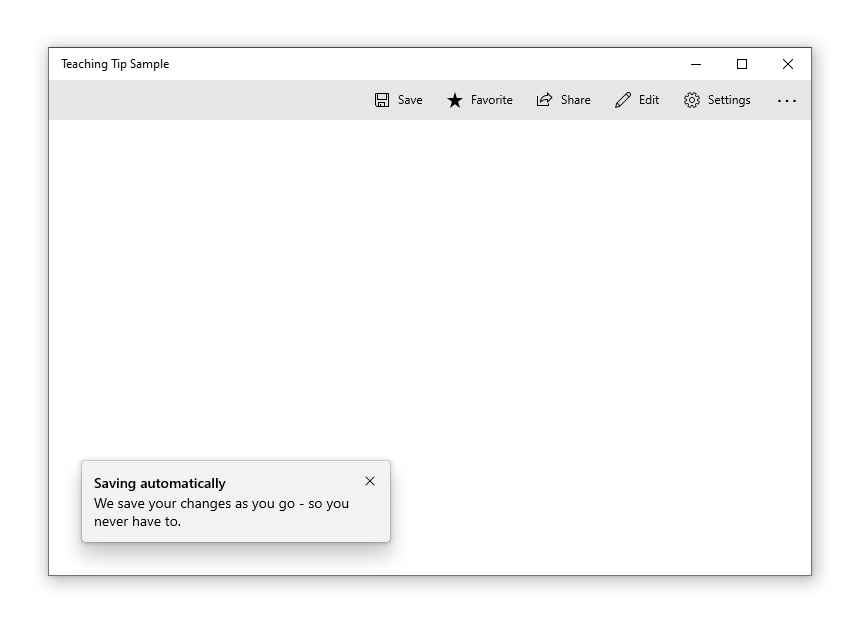 Teaching Tip Sample
Save Favorite Share Edit Settings ...
Saving automatically
We save your changes as you go - so you
never have to.